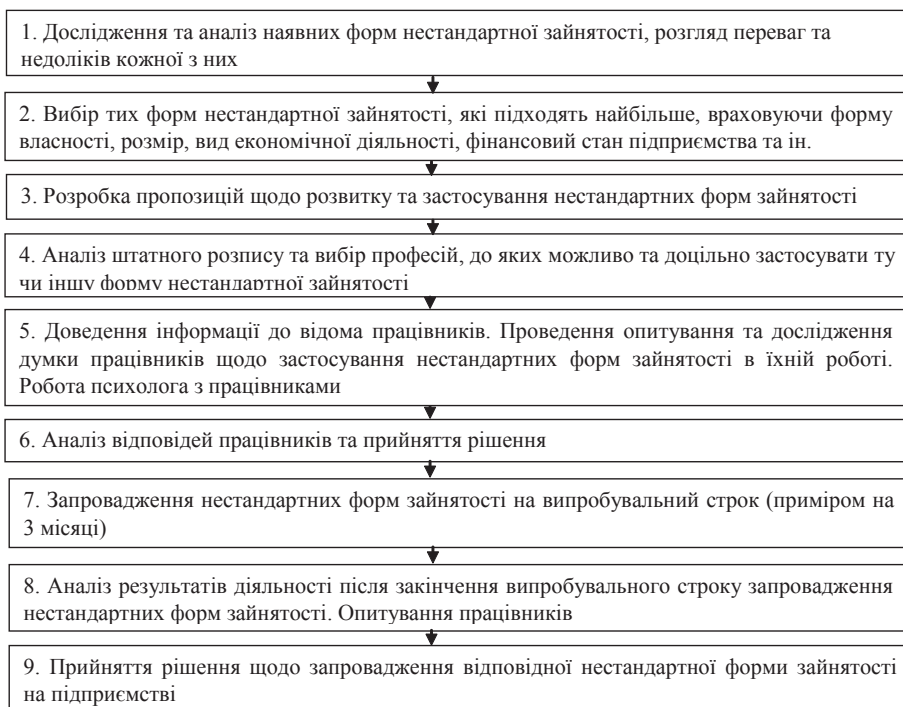 1. Дослідження та аналіз наявних форм нестандартної зайнятості, розгляд переваг та
недоліків кожної з них
2. Вибір тих форм нестандартної зайнятості, які підходять найбільше, враховуючи форму
власності, розмір, вид економічної діяльності, фінансовий стан підприємства та ін.
3. Розробка пропозицій щодо розвитку та застосування нестандартних форм зайнятості
4. Аналіз штатного розпису та вибір професій, до яких можливо та доцільно застосувати ту
чи іншу форму нестандартної зайнятості
5. Доведення інформації до відома працівників. Проведення опитування та дослідження
думки працівників щодо застосування нестандартних форм зайнятості в їхній роботі.
Робота психолога з працівниками
6. Аналіз відповідей працівників та прийняття рішення
7. Запровадження нестандартних форм зайнятості на випробувальний строк (приміром на
3 місяці)
8. Аналіз результатів діяльності після закінчення випробувального строку запровадження
нестандартних форм зайнятості. Опитування працівників
9. Прийняття рішення щодо запровадження відповідної нестандартної форми зайнятості
на підприємстві